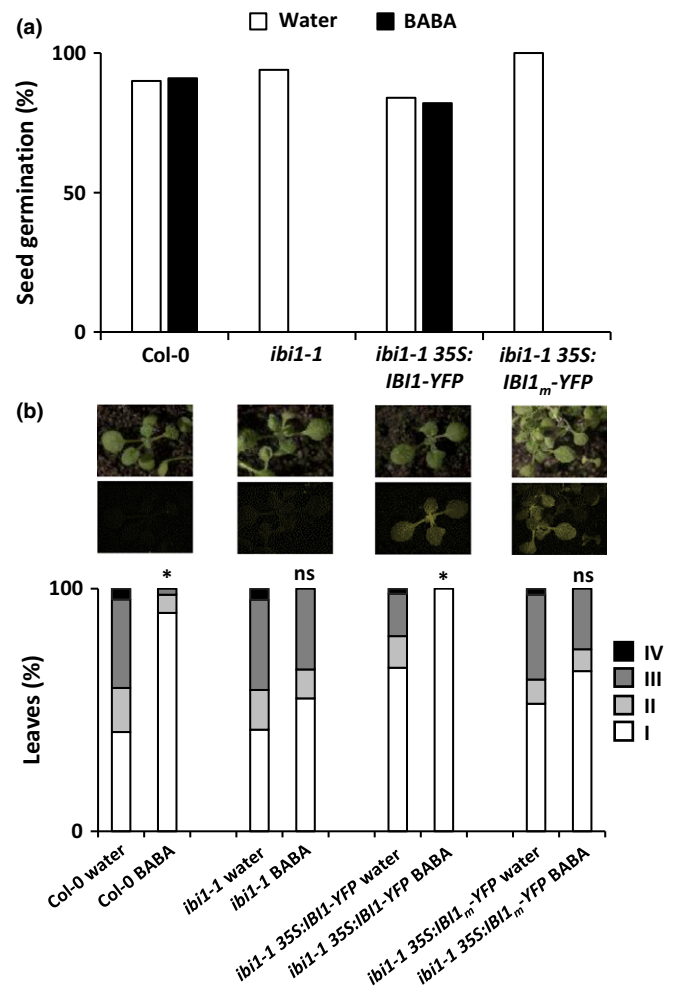 (a)
Water BABA
Seed germination (%)
100
50
0
Col-0 ibi1-1 ibi1-1 35S: ibi1-1 35S:
IBI1-YFP IBI1m-YFP
(b)
* ns * ns
100
Leaves (%)
0
IV
III
II
I
Col-0 water
Col-0 BABA
ibi1-1 water
ibi1-1 BABA
ibi1-1 35S:IBI1-YFP water
ibi1-1 35S:IBI1-YFP BABA
ibi1-1 35S:IBI1m-YFP water
ibi1-1 35S:IBI1m-YFP BABA